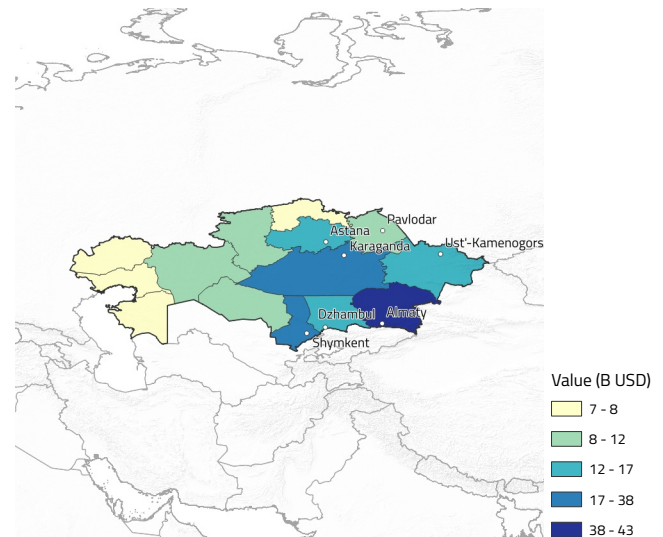 Pavlodar
Astana
Karaganda
Ust'-Kamenogors
Dzhambul
Almaty
Shymkent
Value (B USD)
7 - 8
8 - 12
12 - 17
17 - 38
38 - 43